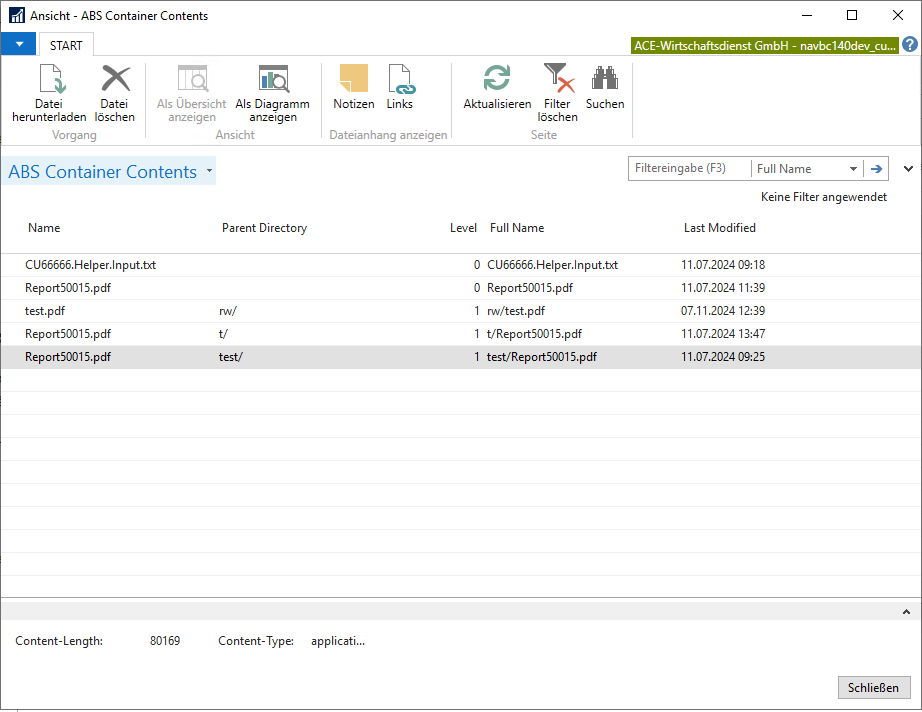 Ansicht - ABS Container Contents
START
ACE-Wirtschaftsdienst GmbH - navbc140dev_cu...
Datei herunterladen
Datei löschen
Als Übersicht anzeigen
Als Diagramm anzeigen
Notizen
Links
Aktualisieren
Filter löschen
Suchen
Vorgang
Ansicht
Dateianhang anzeigen
Seite
ABS Container Contents
Filtereingabe (F3)
Full Name
Keine Filter angewendet
Name Parent Directory Level Full Name Last Modified
CU66666.Helper.Input.txt 0 CU66666.Helper.Input.txt 11.07.2024 09:18
Report50015.pdf 0 Report50015.pdf 11.07.2024 11:39
test.pdf rw/ 1 rw/test.pdf 07.11.2024 12:39
Report50015.pdf t/ 1 t/Report50015.pdf 11.07.2024 13:47
Report50015.pdf test/ 1 test/Report50015.pdf 11.07.2024 09:25
Content-Length: 80169 Content-Type: applicati...
Schließen